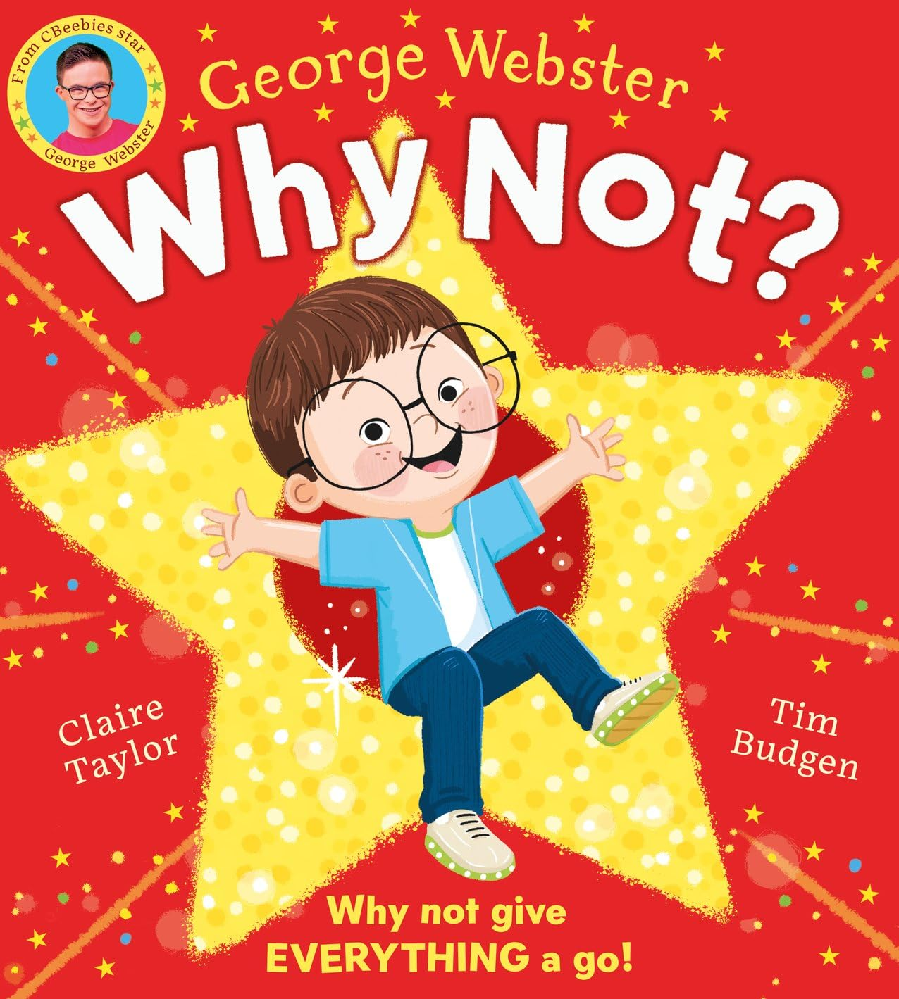 From CBeebies star
George Webster
George Webster
Why Not?
Claire
Taylor
Tim
Budgen
Why not give
EVERYTHING a go!